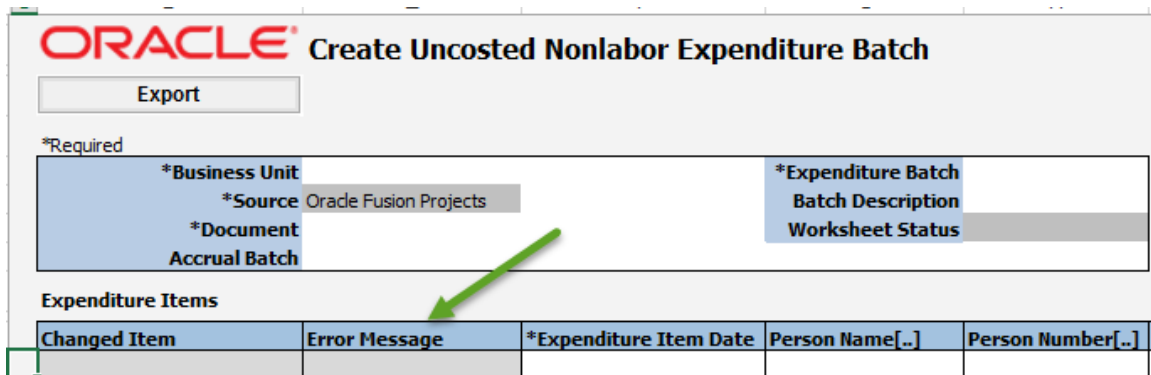 ORACLE Create Uncosted Nonlabor Expenditure Batch
Export
*Required
*Business Unit *Expenditure Batch
*Source Oracle Fusion Projects Batch Description
*Document Worksheet Status
Accrual Batch
Expenditure Items
Changed Item Error Message *Expenditure Item Date Person Name[..] Person Number[..]